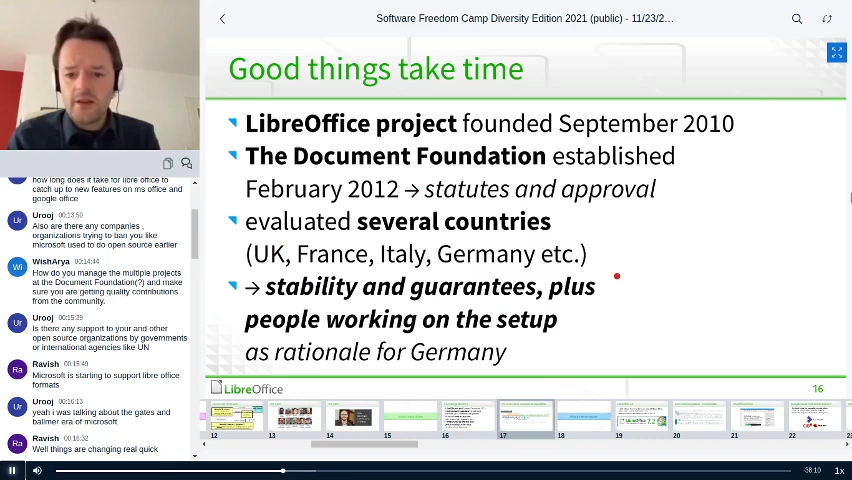 Software Freedom Camp Diversity Edition 2021 (public) - 11/23/2...
how long does it take for libre office to
catch up to new features on ms office and
google office
Ur
Urooj 00:13:50
Also are there any companies ,
organizations trying to ban you like
microsoft used to do open source earlier
Wi
WishArya 00:14:44
How do you manage the multiple projects
at the Document Foundation(?) and make
sure you are getting quality contributions
from the community.
Ur
Urooj 00:15:39
Is there any support to your and other
open source organizations by governments
or international agencies like UN
Ra
Ravish 00:15:49
Microsoft is starting to support libre office
formats
Ur
Urooj 00:16:13
yeah i was talking about the gates and
ballmer era of microsoft
Ra
Ravish 00:16:32
Well things are changing real quick
Good things take time
LibreOffice project founded September 2010
The Document Foundation established
February 2012 → statutes and approval
evaluated several countries
(UK, France, Italy, Germany etc.)
→ stability and guarantees, plus
people working on the setup
as rationale for Germany
LibreOffice
16
12 13 14 15 16 17 18 19 20 21 22 23
-38:10 1x